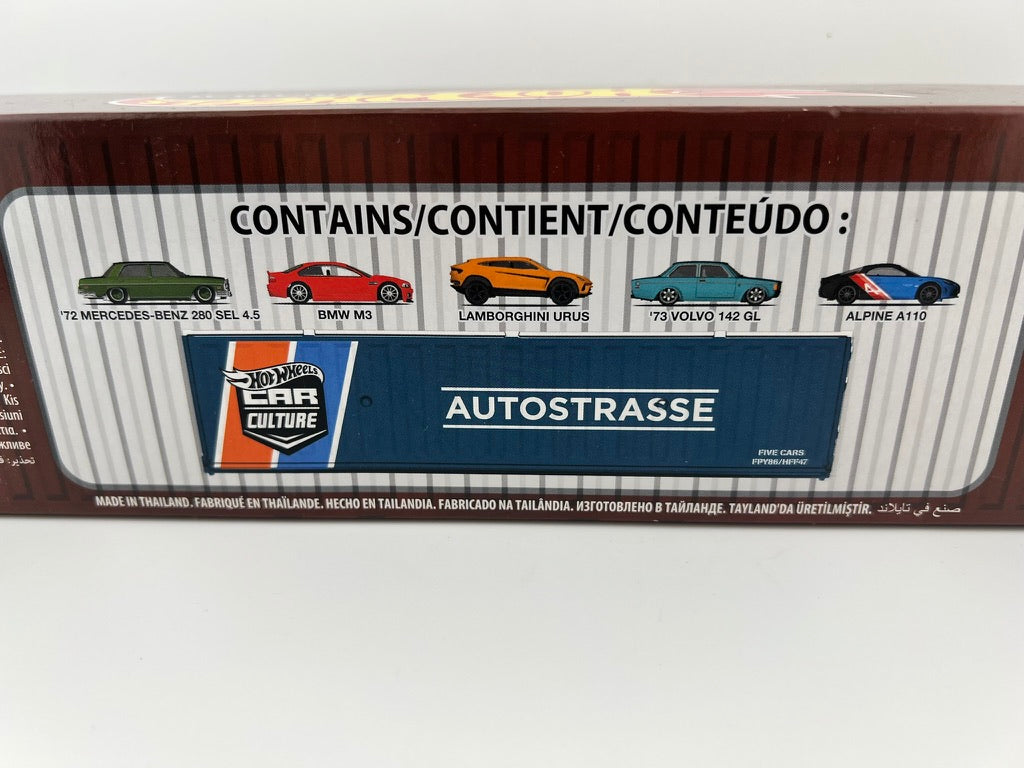 CONTAINS/CONTIENT/CONTEÚDO :
'72 MERCEDES-BENZ 280 SEL 4.5
BMW M3
LAMBORGHINI URUS
'73 VOLVO 142 GL
ALPINE A110
HOT WHEELS
CAR
CULTURE
AUTOSTRASSE
FIVE CARS
FPY86/HFF47
Kis
MADE IN THAILAND. FABRIQUÉ EN THAÏLANDE. HECHO EN TAILANDIA. FABRICADO NA TAILÂNDIA. ИЗГОТОВЛЕНО В ТАЙЛАНДЕ. TAYLAND'DA ÜRETİLMİŞTİR. صنع في تايلاند